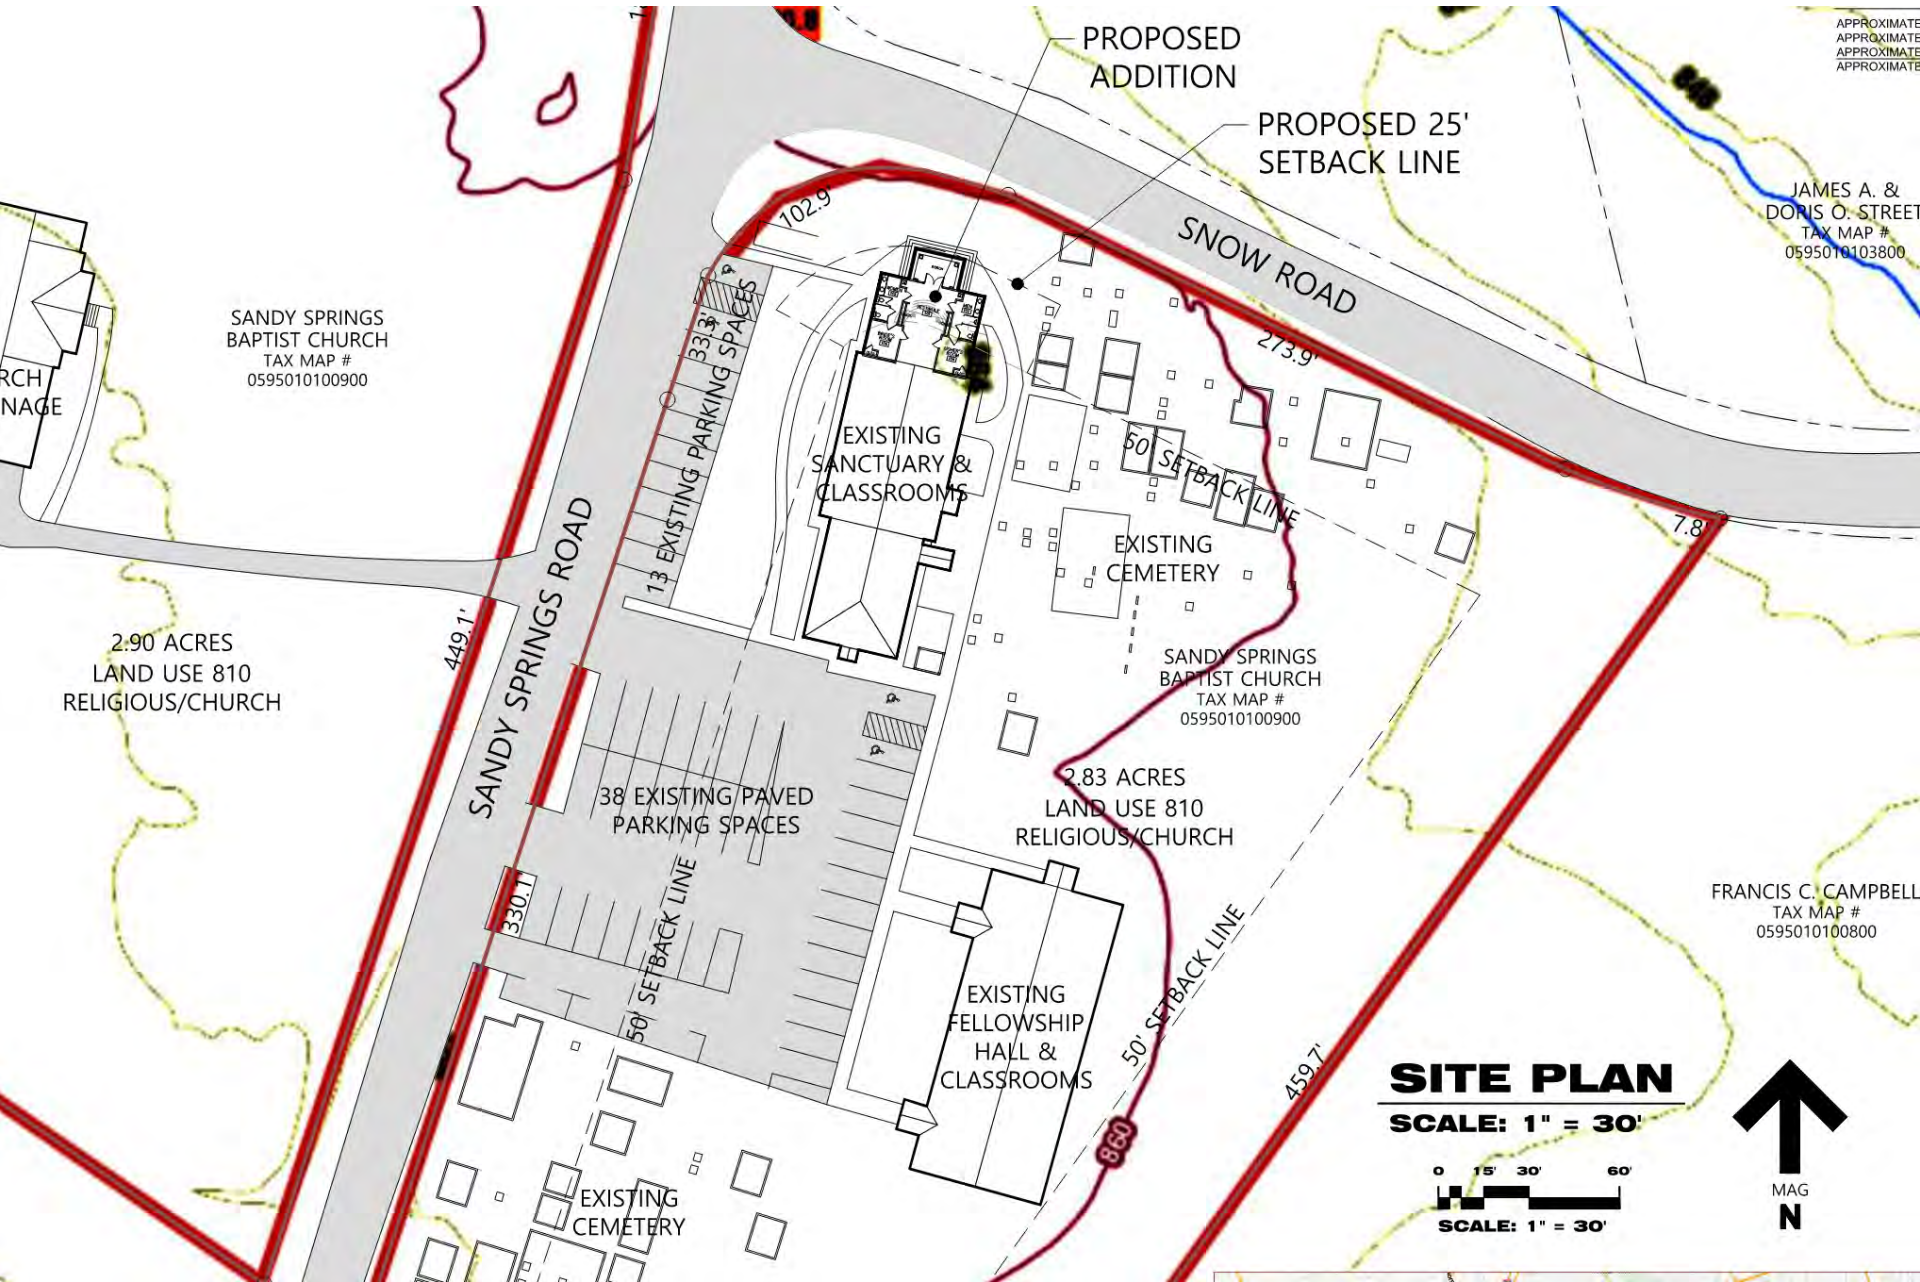 PROPOSED
ADDITION
PROPOSED 25'
SETBACK LINE
APPROXIMATE
APPROXIMATE
APPROXIMATE
APPROXIMATE
JAMES A. &
DORIS O. STREET
TAX MAP #
0595010103800
SNOW ROAD
102.9'
273.9'
7.8'
SANDY SPRINGS
BAPTIST CHURCH
TAX MAP #
0595010100900
RCH
NAGE
33.3'
13 EXISTING PARKING SPACES
EXISTING
SANCTUARY &
CLASSROOMS
50' SETBACK LINE
EXISTING
CEMETERY
SANDY SPRINGS ROAD
449.1'
2.90 ACRES
LAND USE 810
RELIGIOUS/CHURCH
SANDY SPRINGS
BAPTIST CHURCH
TAX MAP #
0595010100900
2.83 ACRES
LAND USE 810
RELIGIOUS/CHURCH
38 EXISTING PAVED
PARKING SPACES
330.1'
50' SETBACK LINE
EXISTING
FELLOWSHIP
HALL &
CLASSROOMS
50' SETBACK LINE
FRANCIS C. CAMPBELL
TAX MAP #
0595010100800
459.7'
860
EXISTING
CEMETERY
SITE PLAN
SCALE: 1" = 30'
0 15' 30' 60'
SCALE: 1" = 30'
MAG
N